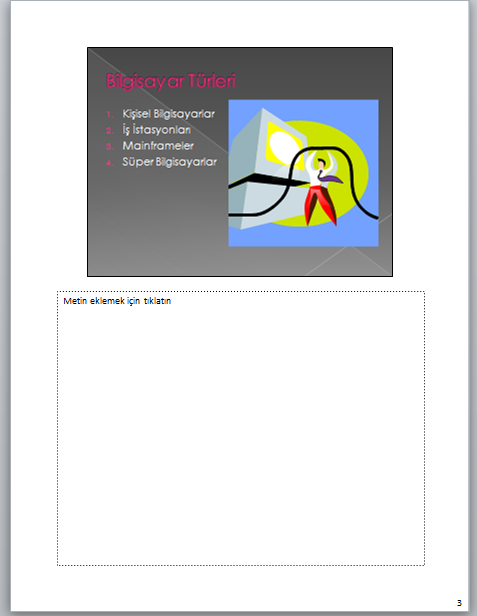 Bilgisayar Türleri
1. Kişisel Bilgisayarlar
2. İş İstasyonları
3. Mainframeler
4. Süper Bilgisayarlar
Metin eklemek için tıklatın
3